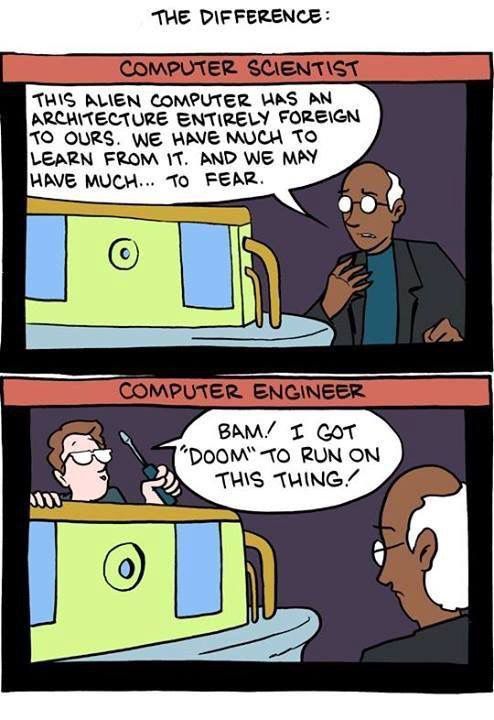 THE DIFFERENCE:
COMPUTER SCIENTIST
THIS ALIEN COMPUTER HAS AN
ARCHITECTURE ENTIRELY FOREIGN
TO OURS. WE HAVE MUCH TO
LEARN FROM IT. AND WE MAY
HAVE MUCH... TO FEAR.
COMPUTER ENGINEER
BAM! I GOT
"DOOM" TO RUN ON
THIS THING!